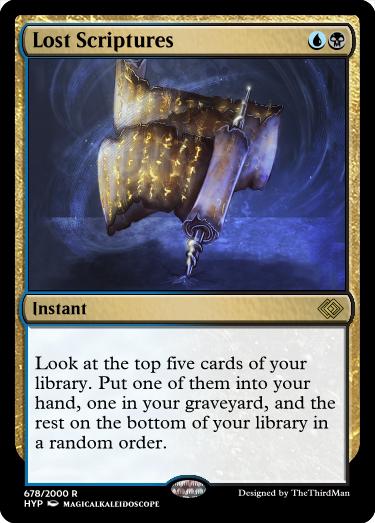 Lost Scriptures
Instant
Look at the top five cards of your
library. Put one of them into your
hand, one in your graveyard, and the
rest on the bottom of your library in
a random order.
678/2000 R
HYP MAGICALKALEIDOSCOPE
Designed by TheThirdMan